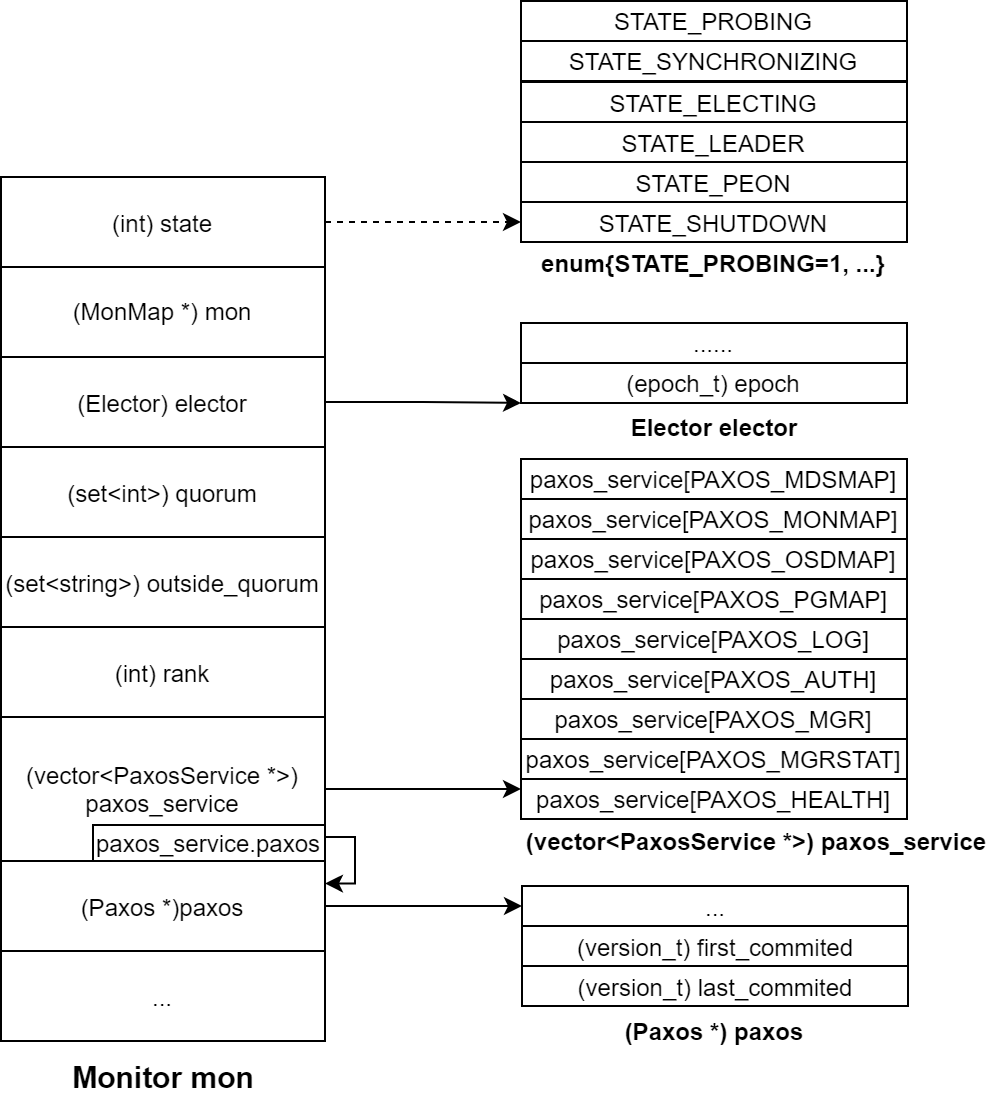 STATE_PROBING
STATE_SYNCHRONIZING
STATE_ELECTING
STATE_LEADER
STATE_PEON
STATE_SHUTDOWN
enum{STATE_PROBING=1, ...}
(int) state
(MonMap *) mon
(Elector) elector
(set<int>) quorum
(set<string>) outside_quorum
(int) rank
(vector<PaxosService *>)
paxos_service
paxos_service.paxos
(Paxos *)paxos
...
Monitor mon
......
(epoch_t) epoch
Elector elector
paxos_service[PAXOS_MDSMAP]
paxos_service[PAXOS_MONMAP]
paxos_service[PAXOS_OSDMAP]
paxos_service[PAXOS_PGMAP]
paxos_service[PAXOS_LOG]
paxos_service[PAXOS_AUTH]
paxos_service[PAXOS_MGR]
paxos_service[PAXOS_MGRSTAT]
paxos_service[PAXOS_HEALTH]
(vector<PaxosService *>) paxos_service
...
(version_t) first_commited
(version_t) last_commited
(Paxos *) paxos